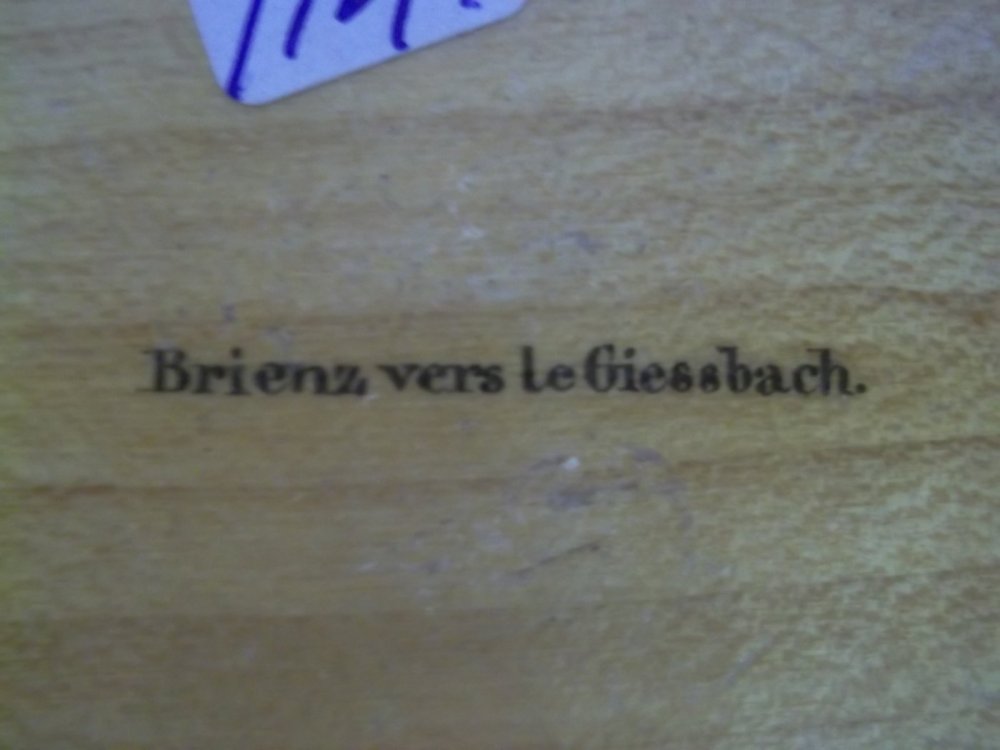 Brienz vers le Giessbach.